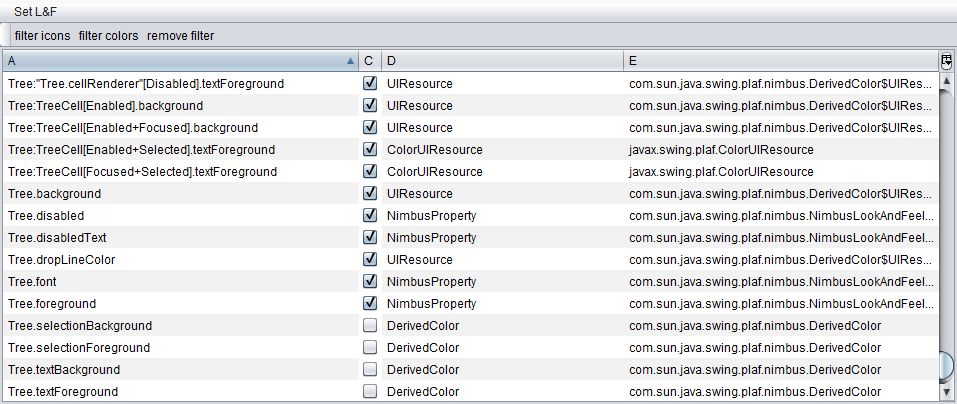 Set L&F
filter icons filter colors remove filter
A C D E
Tree:"Tree.cellRenderer"[Disabled].textForeground UIResource com.sun.java.swing.plaf.nimbus.DerivedColor$UIRes...
Tree:TreeCell[Enabled].background UIResource com.sun.java.swing.plaf.nimbus.DerivedColor$UIRes...
Tree:TreeCell[Enabled+Focused].background UIResource com.sun.java.swing.plaf.nimbus.DerivedColor$UIRes...
Tree:TreeCell[Enabled+Selected].textForeground ColorUIResource javax.swing.plaf.ColorUIResource
Tree:TreeCell[Focused+Selected].textForeground ColorUIResource javax.swing.plaf.ColorUIResource
Tree.background UIResource com.sun.java.swing.plaf.nimbus.DerivedColor$UIRes...
Tree.disabled NimbusProperty com.sun.java.swing.plaf.nimbus.NimbusLookAndFeel...
Tree.disabledText NimbusProperty com.sun.java.swing.plaf.nimbus.NimbusLookAndFeel...
Tree.dropLineColor UIResource com.sun.java.swing.plaf.nimbus.DerivedColor$UIRes...
Tree.font NimbusProperty com.sun.java.swing.plaf.nimbus.NimbusLookAndFeel...
Tree.foreground NimbusProperty com.sun.java.swing.plaf.nimbus.NimbusLookAndFeel...
Tree.selectionBackground DerivedColor com.sun.java.swing.plaf.nimbus.DerivedColor
Tree.selectionForeground DerivedColor com.sun.java.swing.plaf.nimbus.DerivedColor
Tree.textBackground DerivedColor com.sun.java.swing.plaf.nimbus.DerivedColor
Tree.textForeground DerivedColor com.sun.java.swing.plaf.nimbus.DerivedColor